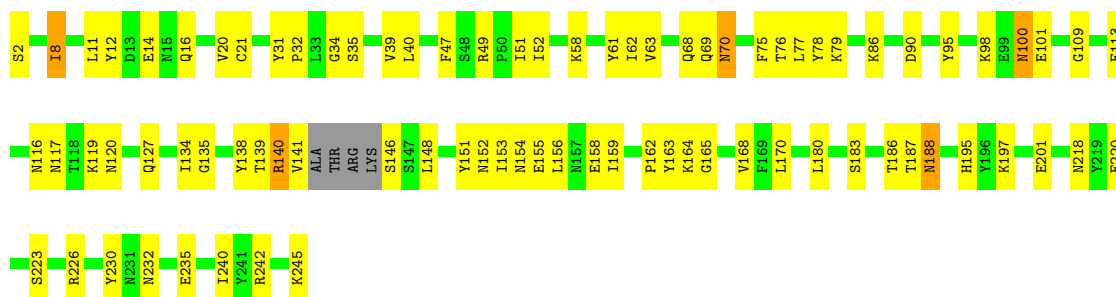 S2 I8 L11 Y12 D13 E14 N15 Q16 V20 C21 Y31 P32 L33 G34 S35 V39 L40 F47 S48 R49 P50 I51 I52 K58 Y61 I62 V63 Q68 Q69 N70 F75 T76 L77 Y78 K79 K86 D90 Y95 K98 E99 N100 E101 G109
N116 N117 T118 K119 N120 Q127 I134 G135 Y138 T139 R140 V141 ALA THR ARG LYS S146 S147 L148 Y151 N152 I153 N154 E155 L156 N157 E158 I159 P162 Y163 K164 G165 V168 F169 L170 L180 S183 T186 T187 N188 H195 Y196 K197 E201 N218 Y219
S223 R226 Y230 N231 N232 E235 I240 Y241 R242 K245